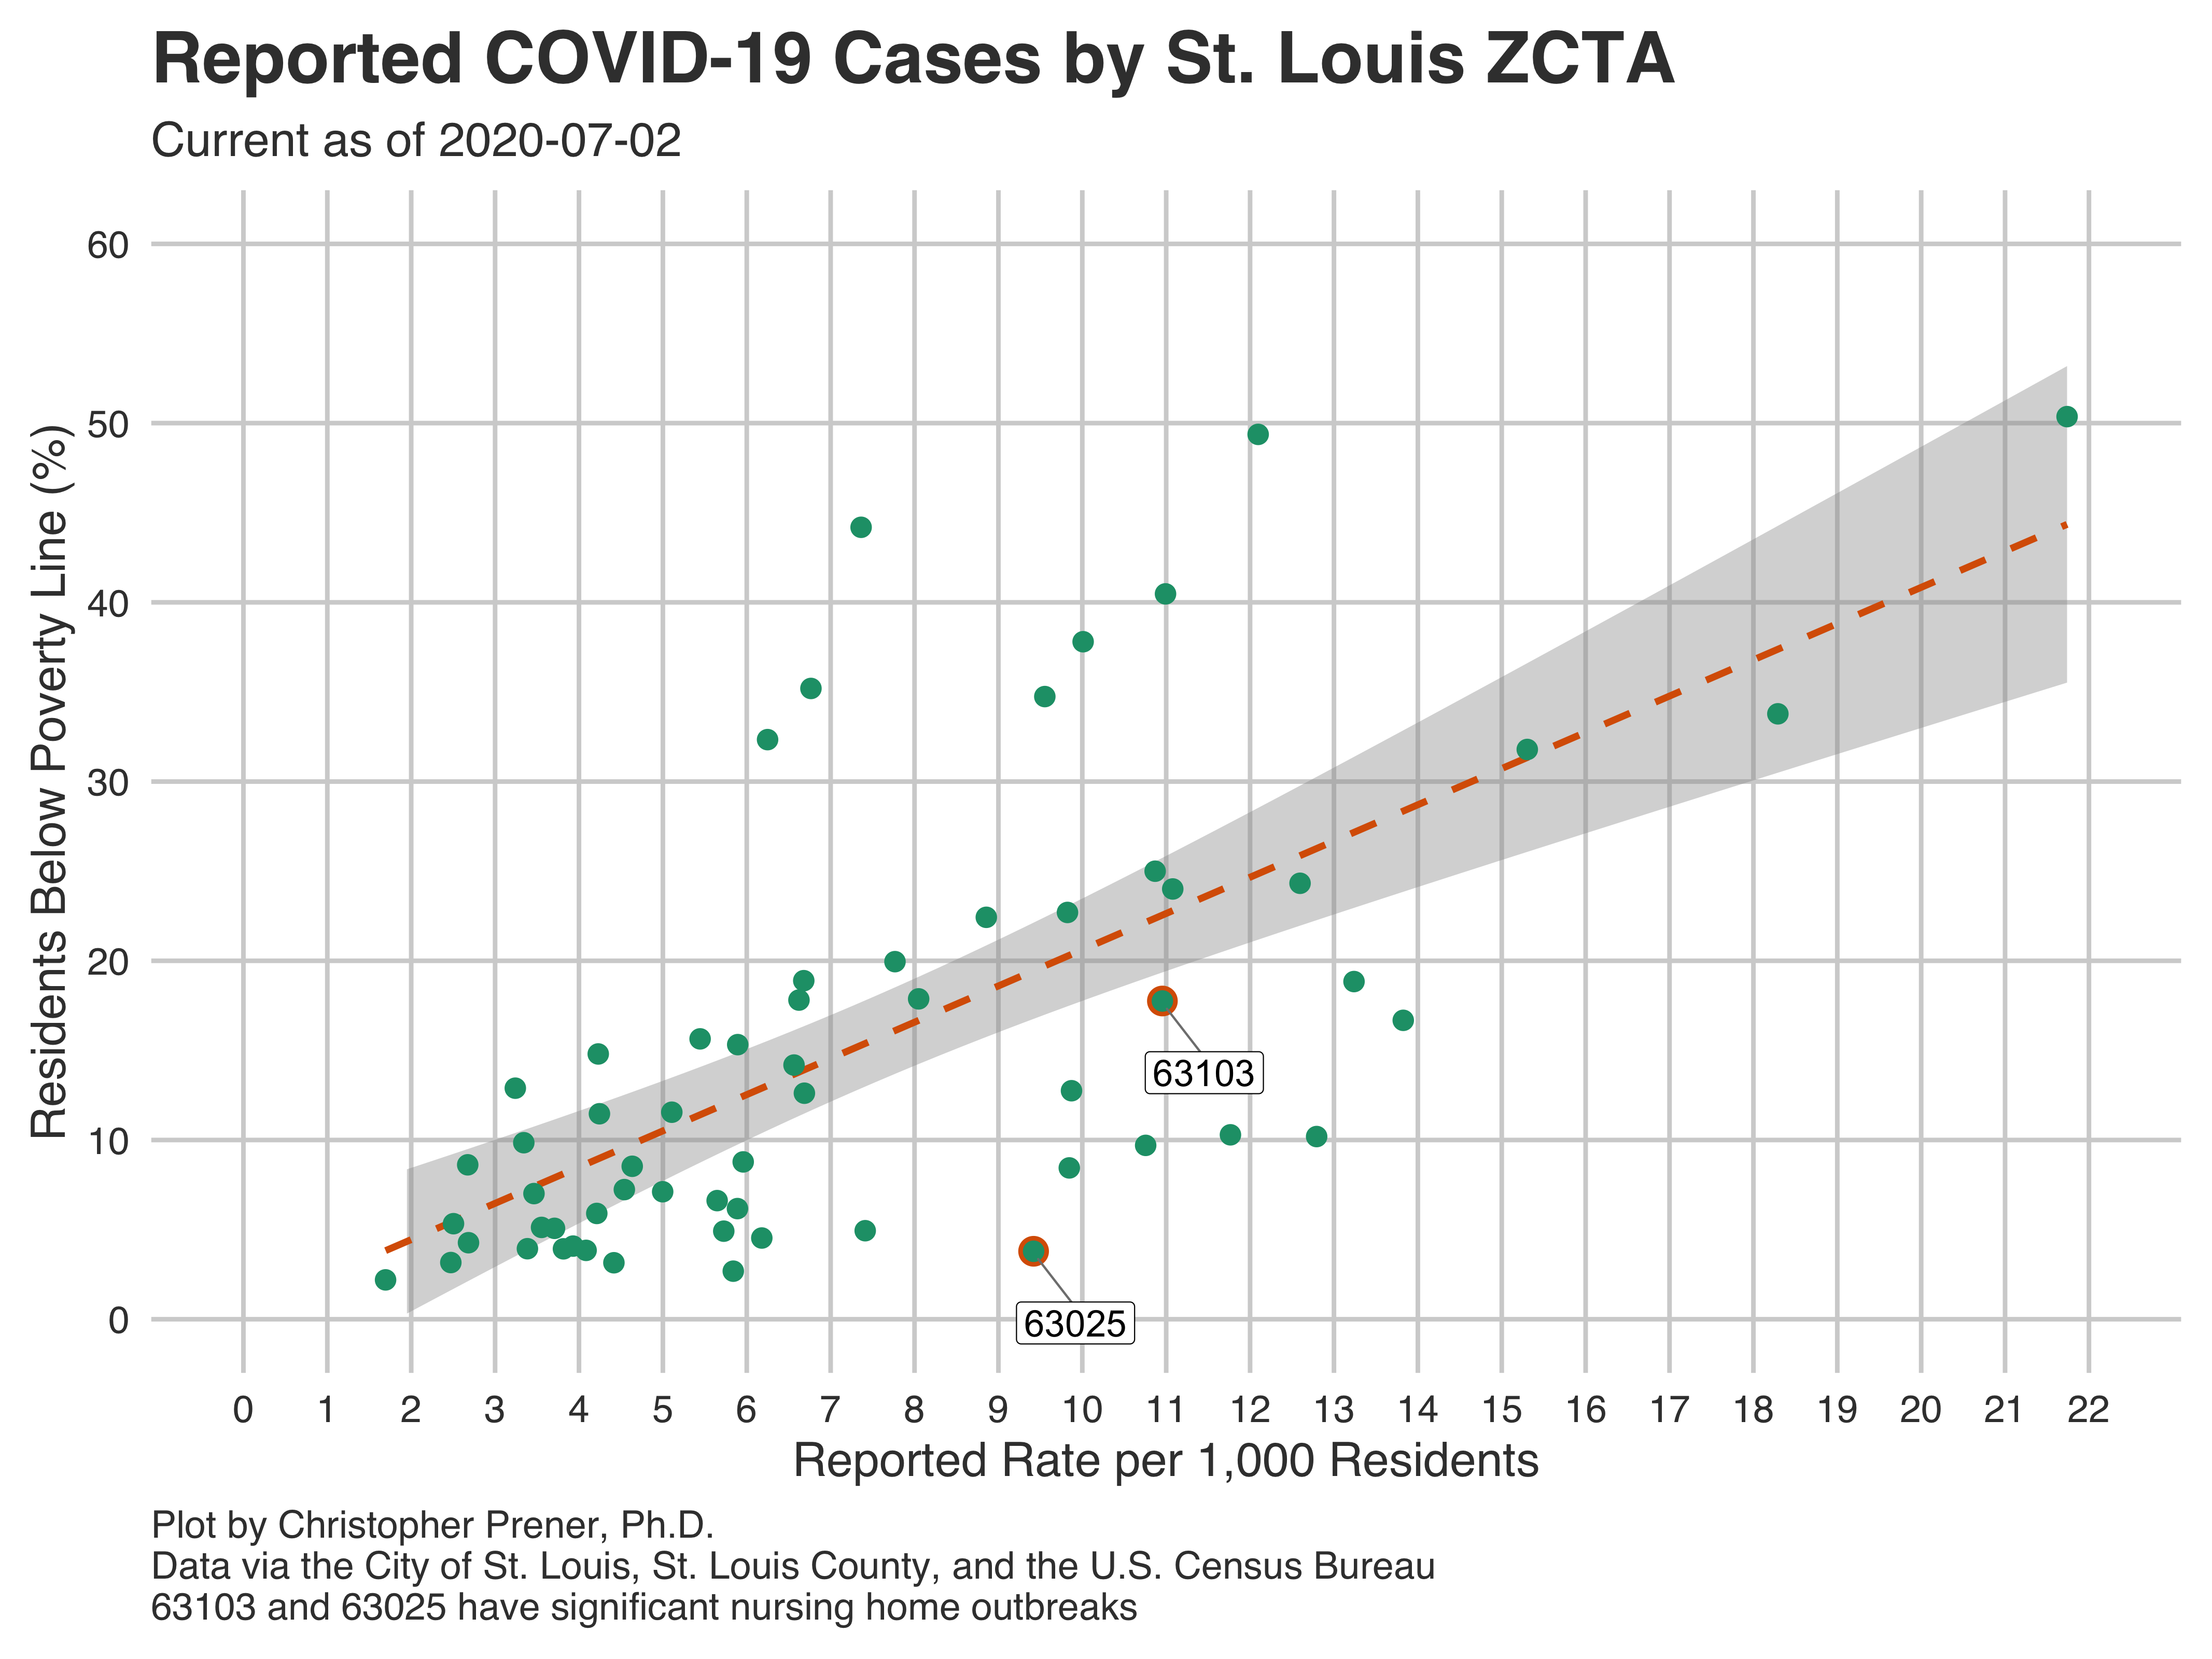 Reported COVID-19 Cases by St. Louis ZCTA
Current as of 2020-07-02
Residents Below Poverty Line (%)
60
50
40
30
20
10
0
63103
63025
0 1 2 3 4 5 6 7 8 9 10 11 12 13 14 15 16 17 18 19 20 21 22
Reported Rate per 1,000 Residents
Plot by Christopher Prener, Ph.D.
Data via the City of St. Louis, St. Louis County, and the U.S. Census Bureau
63103 and 63025 have significant nursing home outbreaks